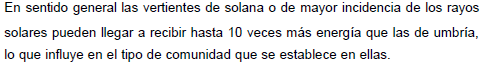 En sentido general las vertientes de solana o de mayor incidencia de los rayos
solares pueden llegar a recibir hasta 10 veces más energía que las de umbría,
lo que influye en el tipo de comunidad que se establece en ellas.